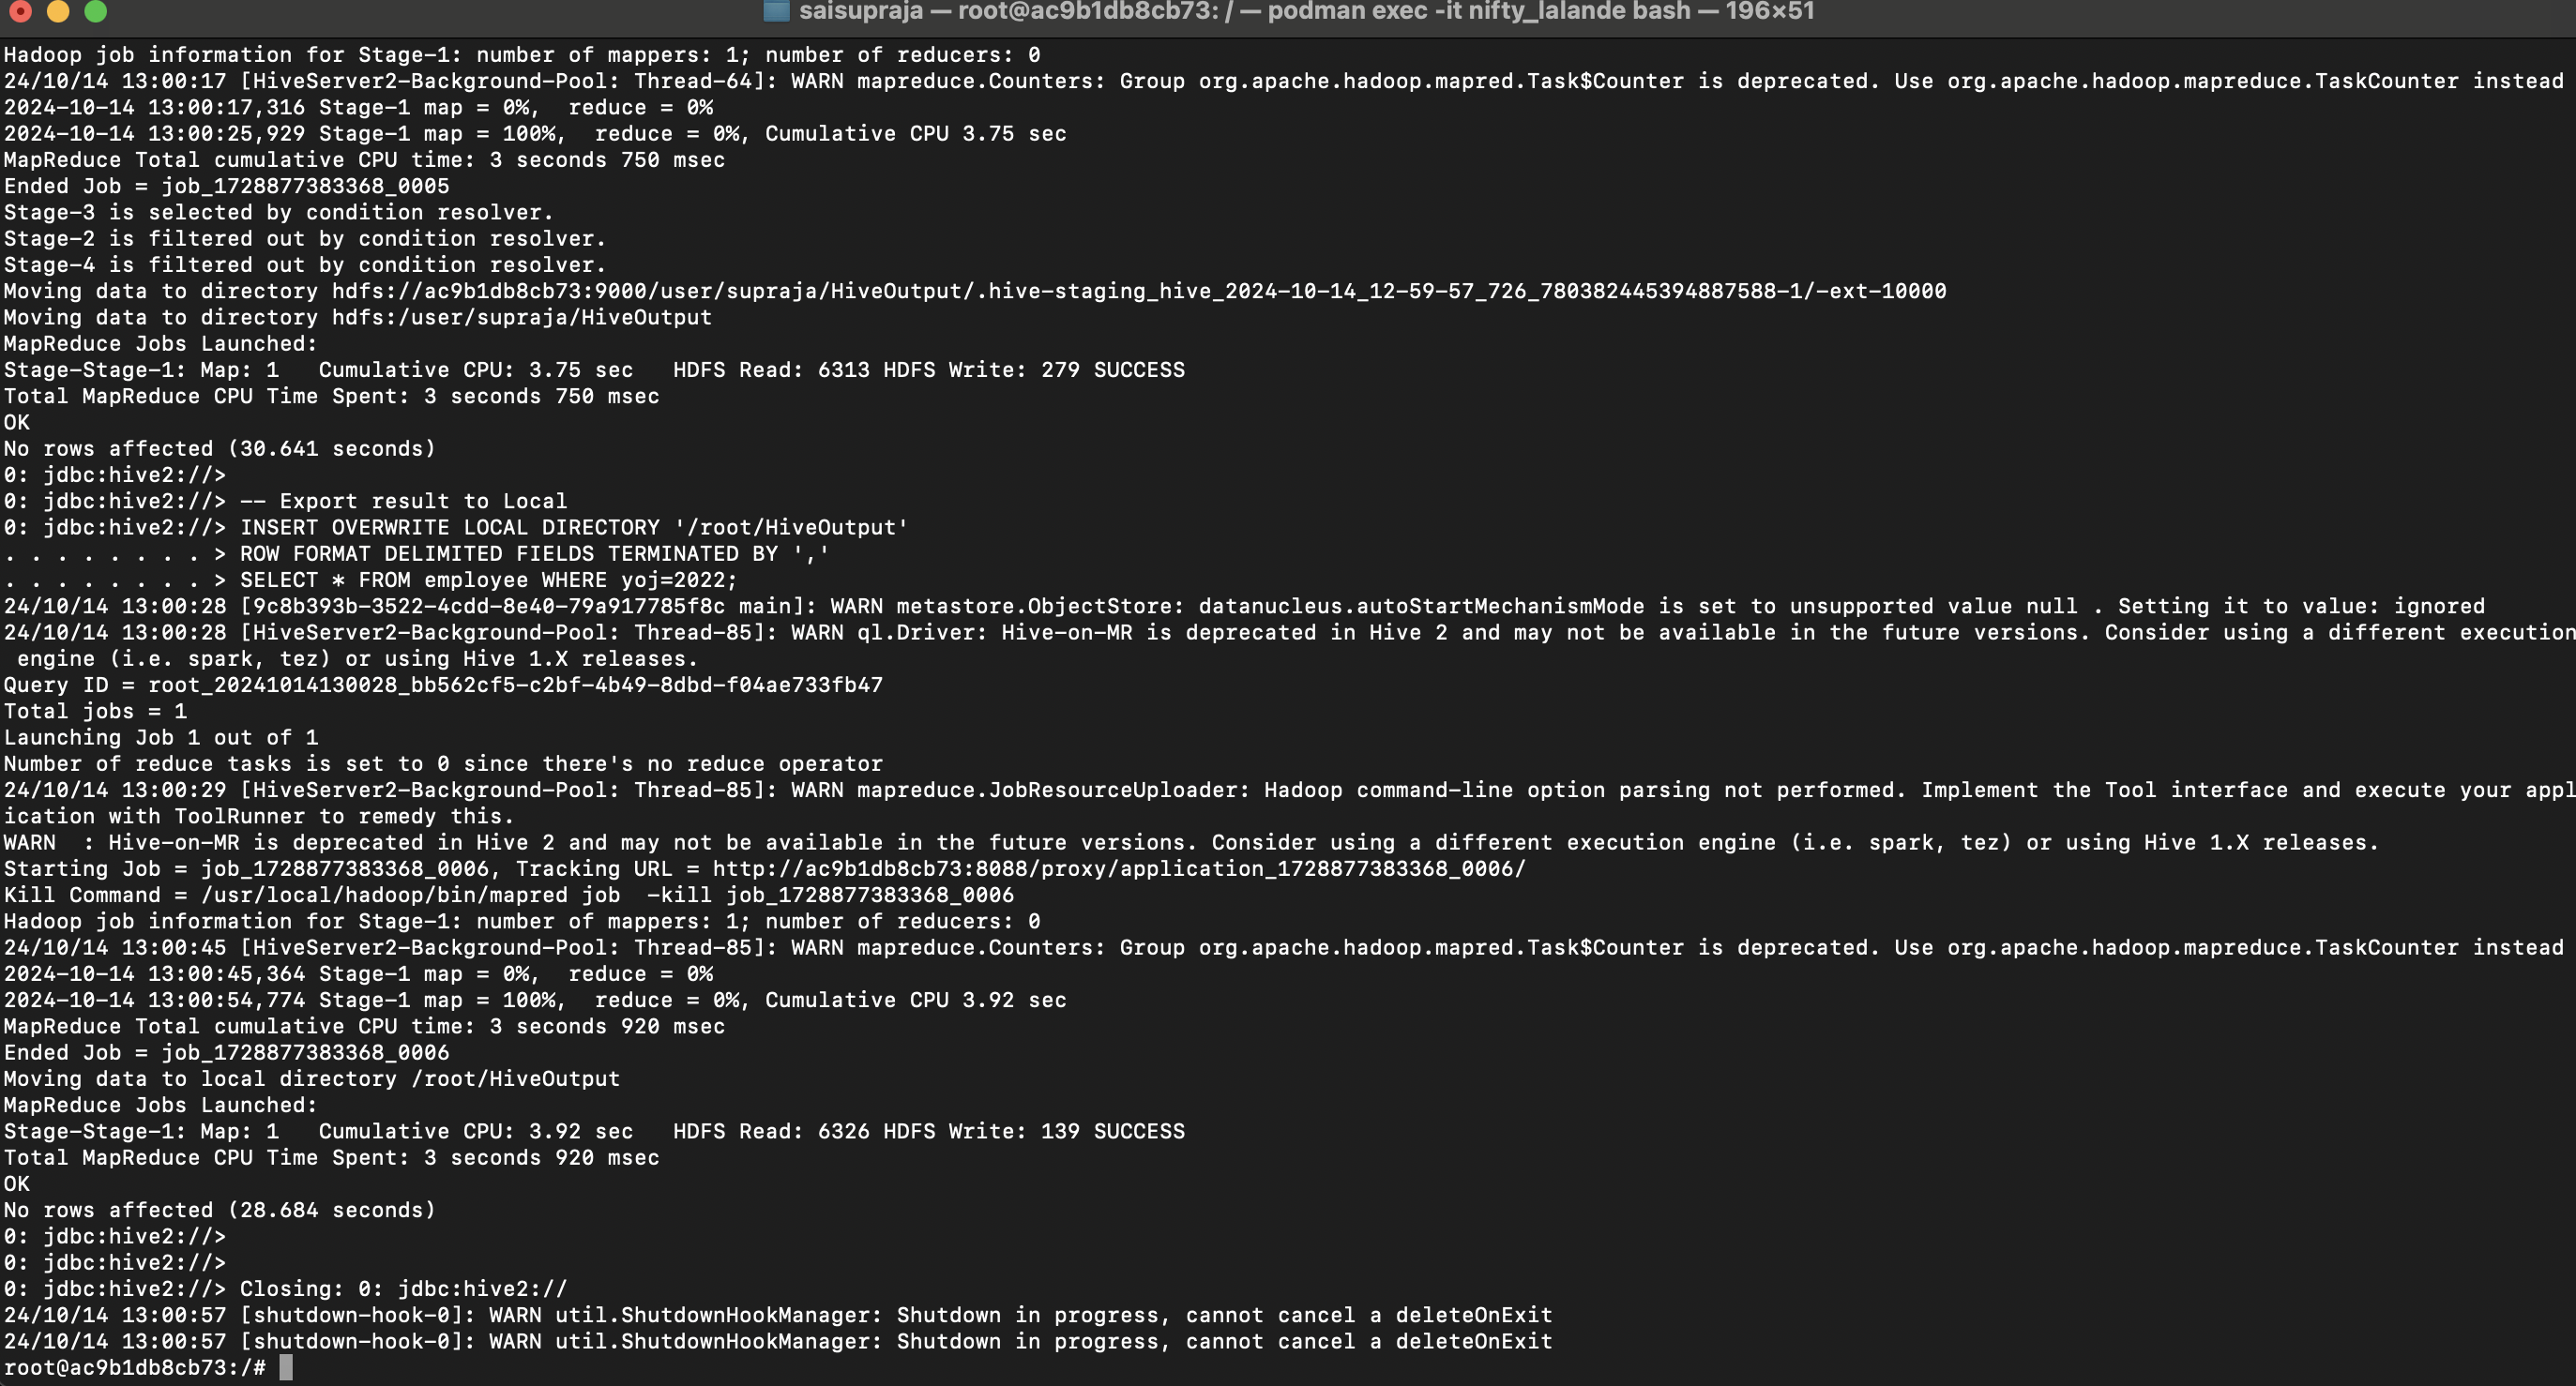 saisupraja — root@ac9b1db8cb73: / — podman exec -it nifty_lalande bash — 196×51
Hadoop job information for Stage-1: number of mappers: 1; number of reducers: 0
24/10/14 13:00:17 [HiveServer2-Background-Pool: Thread-64]: WARN mapreduce.Counters: Group org.apache.hadoop.mapred.Task$Counter is deprecated. Use org.apache.hadoop.mapreduce.TaskCounter instead
2024-10-14 13:00:17,316 Stage-1 map = 0%,  reduce = 0%
2024-10-14 13:00:25,929 Stage-1 map = 100%,  reduce = 0%, Cumulative CPU 3.75 sec
MapReduce Total cumulative CPU time: 3 seconds 750 msec
Ended Job = job_1728877383368_0005
Stage-3 is selected by condition resolver.
Stage-2 is filtered out by condition resolver.
Stage-4 is filtered out by condition resolver.
Moving data to directory hdfs://ac9b1db8cb73:9000/user/supraja/HiveOutput/.hive-staging_hive_2024-10-14_12-59-57_726_780382445394887588-1/-ext-10000
Moving data to directory hdfs:/user/supraja/HiveOutput
MapReduce Jobs Launched:
Stage-Stage-1: Map: 1   Cumulative CPU: 3.75 sec   HDFS Read: 6313 HDFS Write: 279 SUCCESS
Total MapReduce CPU Time Spent: 3 seconds 750 msec
OK
No rows affected (30.641 seconds)
0: jdbc:hive2://>
0: jdbc:hive2://> -- Export result to Local
0: jdbc:hive2://> INSERT OVERWRITE LOCAL DIRECTORY '/root/HiveOutput'
. . . . . . . . > ROW FORMAT DELIMITED FIELDS TERMINATED BY ','
. . . . . . . . > SELECT * FROM employee WHERE yoj=2022;
24/10/14 13:00:28 [9c8b393b-3522-4cdd-8e40-79a917785f8c main]: WARN metastore.ObjectStore: datanucleus.autoStartMechanismMode is set to unsupported value null . Setting it to value: ignored
24/10/14 13:00:28 [HiveServer2-Background-Pool: Thread-85]: WARN ql.Driver: Hive-on-MR is deprecated in Hive 2 and may not be available in the future versions. Consider using a different execution
 engine (i.e. spark, tez) or using Hive 1.X releases.
Query ID = root_20241014130028_bb562cf5-c2bf-4b49-8dbd-f04ae733fb47
Total jobs = 1
Launching Job 1 out of 1
Number of reduce tasks is set to 0 since there's no reduce operator
24/10/14 13:00:29 [HiveServer2-Background-Pool: Thread-85]: WARN mapreduce.JobResourceUploader: Hadoop command-line option parsing not performed. Implement the Tool interface and execute your appl
ication with ToolRunner to remedy this.
WARN  : Hive-on-MR is deprecated in Hive 2 and may not be available in the future versions. Consider using a different execution engine (i.e. spark, tez) or using Hive 1.X releases.
Starting Job = job_1728877383368_0006, Tracking URL = http://ac9b1db8cb73:8088/proxy/application_1728877383368_0006/
Kill Command = /usr/local/hadoop/bin/mapred job  -kill job_1728877383368_0006
Hadoop job information for Stage-1: number of mappers: 1; number of reducers: 0
24/10/14 13:00:45 [HiveServer2-Background-Pool: Thread-85]: WARN mapreduce.Counters: Group org.apache.hadoop.mapred.Task$Counter is deprecated. Use org.apache.hadoop.mapreduce.TaskCounter instead
2024-10-14 13:00:45,364 Stage-1 map = 0%,  reduce = 0%
2024-10-14 13:00:54,774 Stage-1 map = 100%,  reduce = 0%, Cumulative CPU 3.92 sec
MapReduce Total cumulative CPU time: 3 seconds 920 msec
Ended Job = job_1728877383368_0006
Moving data to local directory /root/HiveOutput
MapReduce Jobs Launched:
Stage-Stage-1: Map: 1   Cumulative CPU: 3.92 sec   HDFS Read: 6326 HDFS Write: 139 SUCCESS
Total MapReduce CPU Time Spent: 3 seconds 920 msec
OK
No rows affected (28.684 seconds)
0: jdbc:hive2://>
0: jdbc:hive2://>
0: jdbc:hive2://> Closing: 0: jdbc:hive2://
24/10/14 13:00:57 [shutdown-hook-0]: WARN util.ShutdownHookManager: Shutdown in progress, cannot cancel a deleteOnExit
24/10/14 13:00:57 [shutdown-hook-0]: WARN util.ShutdownHookManager: Shutdown in progress, cannot cancel a deleteOnExit
root@ac9b1db8cb73:/#